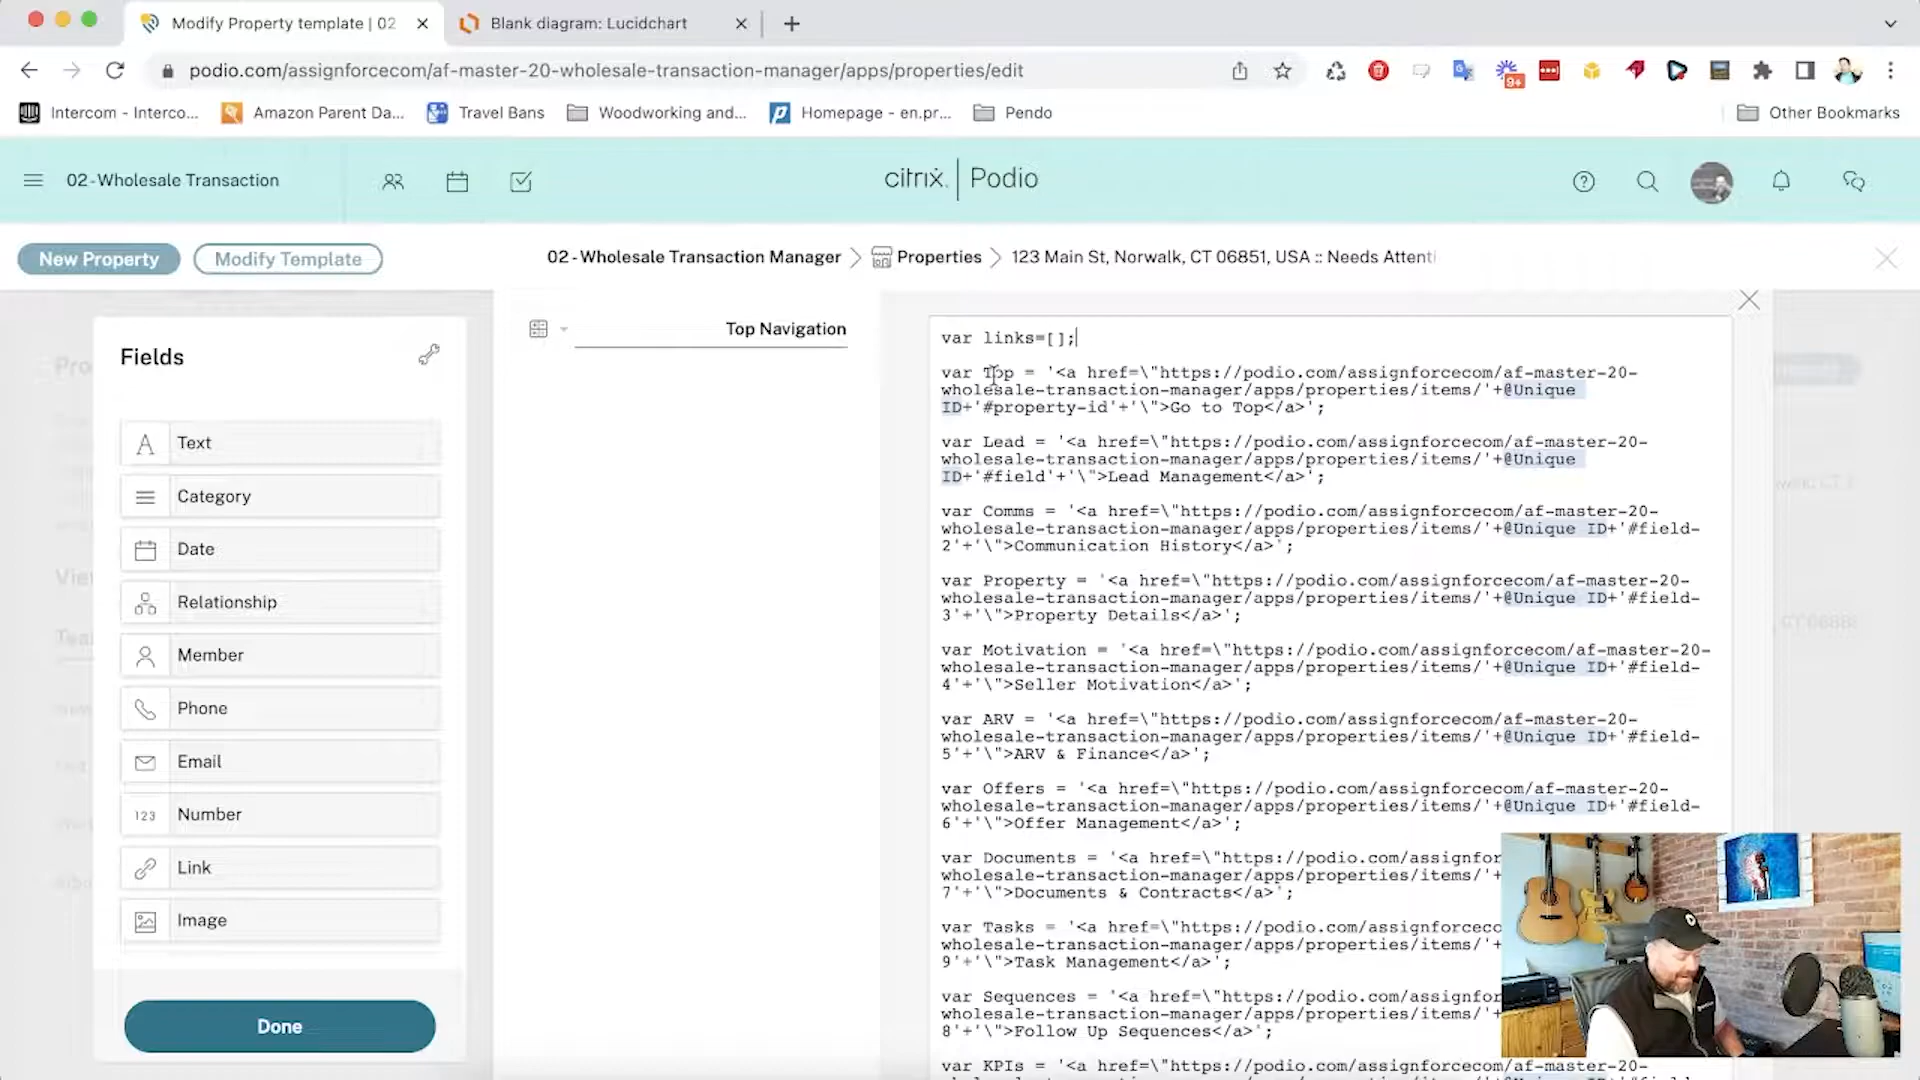 Modify Property template | 02
Blank diagram: Lucidchart
podio.com/assignforcecom/af-master-20-wholesale-transaction-manager/apps/properties/edit
9+
Intercom - Interco...
Amazon Parent Da...
Travel Bans
Woodworking and...
Homepage - en.pr...
Pendo
Other Bookmarks
02 - Wholesale Transaction
citrix. | Podio
New Property
Modify Template
02 - Wholesale Transaction Manager
Properties
123 Main St, Norwalk, CT 06851, USA :: Needs Attenti
Fields
Text
Category
Date
Relationship
Member
Phone
Email
123 Number
Link
Image
Done
Top Navigation
var links=[];
var Top = '<a href=\"https://podio.com/assignforcecom/af-master-20-
wholesale-transaction-manager/apps/properties/items/'+@Unique
ID+'#property-id'+'\">Go to Top</a>';
var Lead = '<a href=\"https://podio.com/assignforcecom/af-master-20-
wholesale-transaction-manager/apps/properties/items/'+@Unique
ID+'#field'+'\">Lead Management</a>';
var Comms = '<a href=\"https://podio.com/assignforcecom/af-master-20-
wholesale-transaction-manager/apps/properties/items/'+@Unique ID+'#field-
2'+'\">Communication History</a>';
var Property = '<a href=\"https://podio.com/assignforcecom/af-master-20-
wholesale-transaction-manager/apps/properties/items/'+@Unique ID+'#field-
3'+'\">Property Details</a>';
var Motivation = '<a href=\"https://podio.com/assignforcecom/af-master-20-
wholesale-transaction-manager/apps/properties/items/'+@Unique ID+'#field-
4'+'\">Seller Motivation</a>';
var ARV = '<a href=\"https://podio.com/assignforcecom/af-master-20-
wholesale-transaction-manager/apps/properties/items/'+@Unique ID+'#field-
5'+'\">ARV & Finance</a>';
var Offers = '<a href=\"https://podio.com/assignforcecom/af-master-20-
wholesale-transaction-manager/apps/properties/items/'+@Unique ID+'#field-
6'+'\">Offer Management</a>';
var Documents = '<a href=\"https://podio.com/assignfor
wholesale-transaction-manager/apps/properties/items/'+
7'+'\">Documents & Contracts</a>';
var Tasks = '<a href=\"https://podio.com/assignforceco
wholesale-transaction-manager/apps/properties/items/'+
9'+'\">Task Management</a>';
var Sequences = '<a href=\"https://podio.com/assignfor
wholesale-transaction-manager/apps/properties/items/'+
8'+'\">Follow Up Sequences</a>';
var KPIs = '<a href=\"https://podio.com/assignforcecom